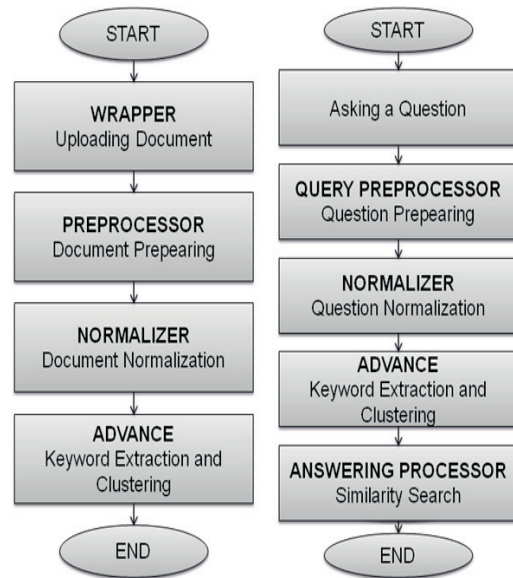 START
WRAPPER
Uploading Document
PREPROCESSOR
Document Prepearing
NORMALIZER
Document Normalization
ADVANCE
Keyword Extraction and
Clustering
END
START
Asking a Question
QUERY PREPROCESSOR
Question Prepearing
NORMALIZER
Question Normalization
ADVANCE
Keyword Extraction and
Clustering
ANSWERING PROCESSOR
Similarity Search
END